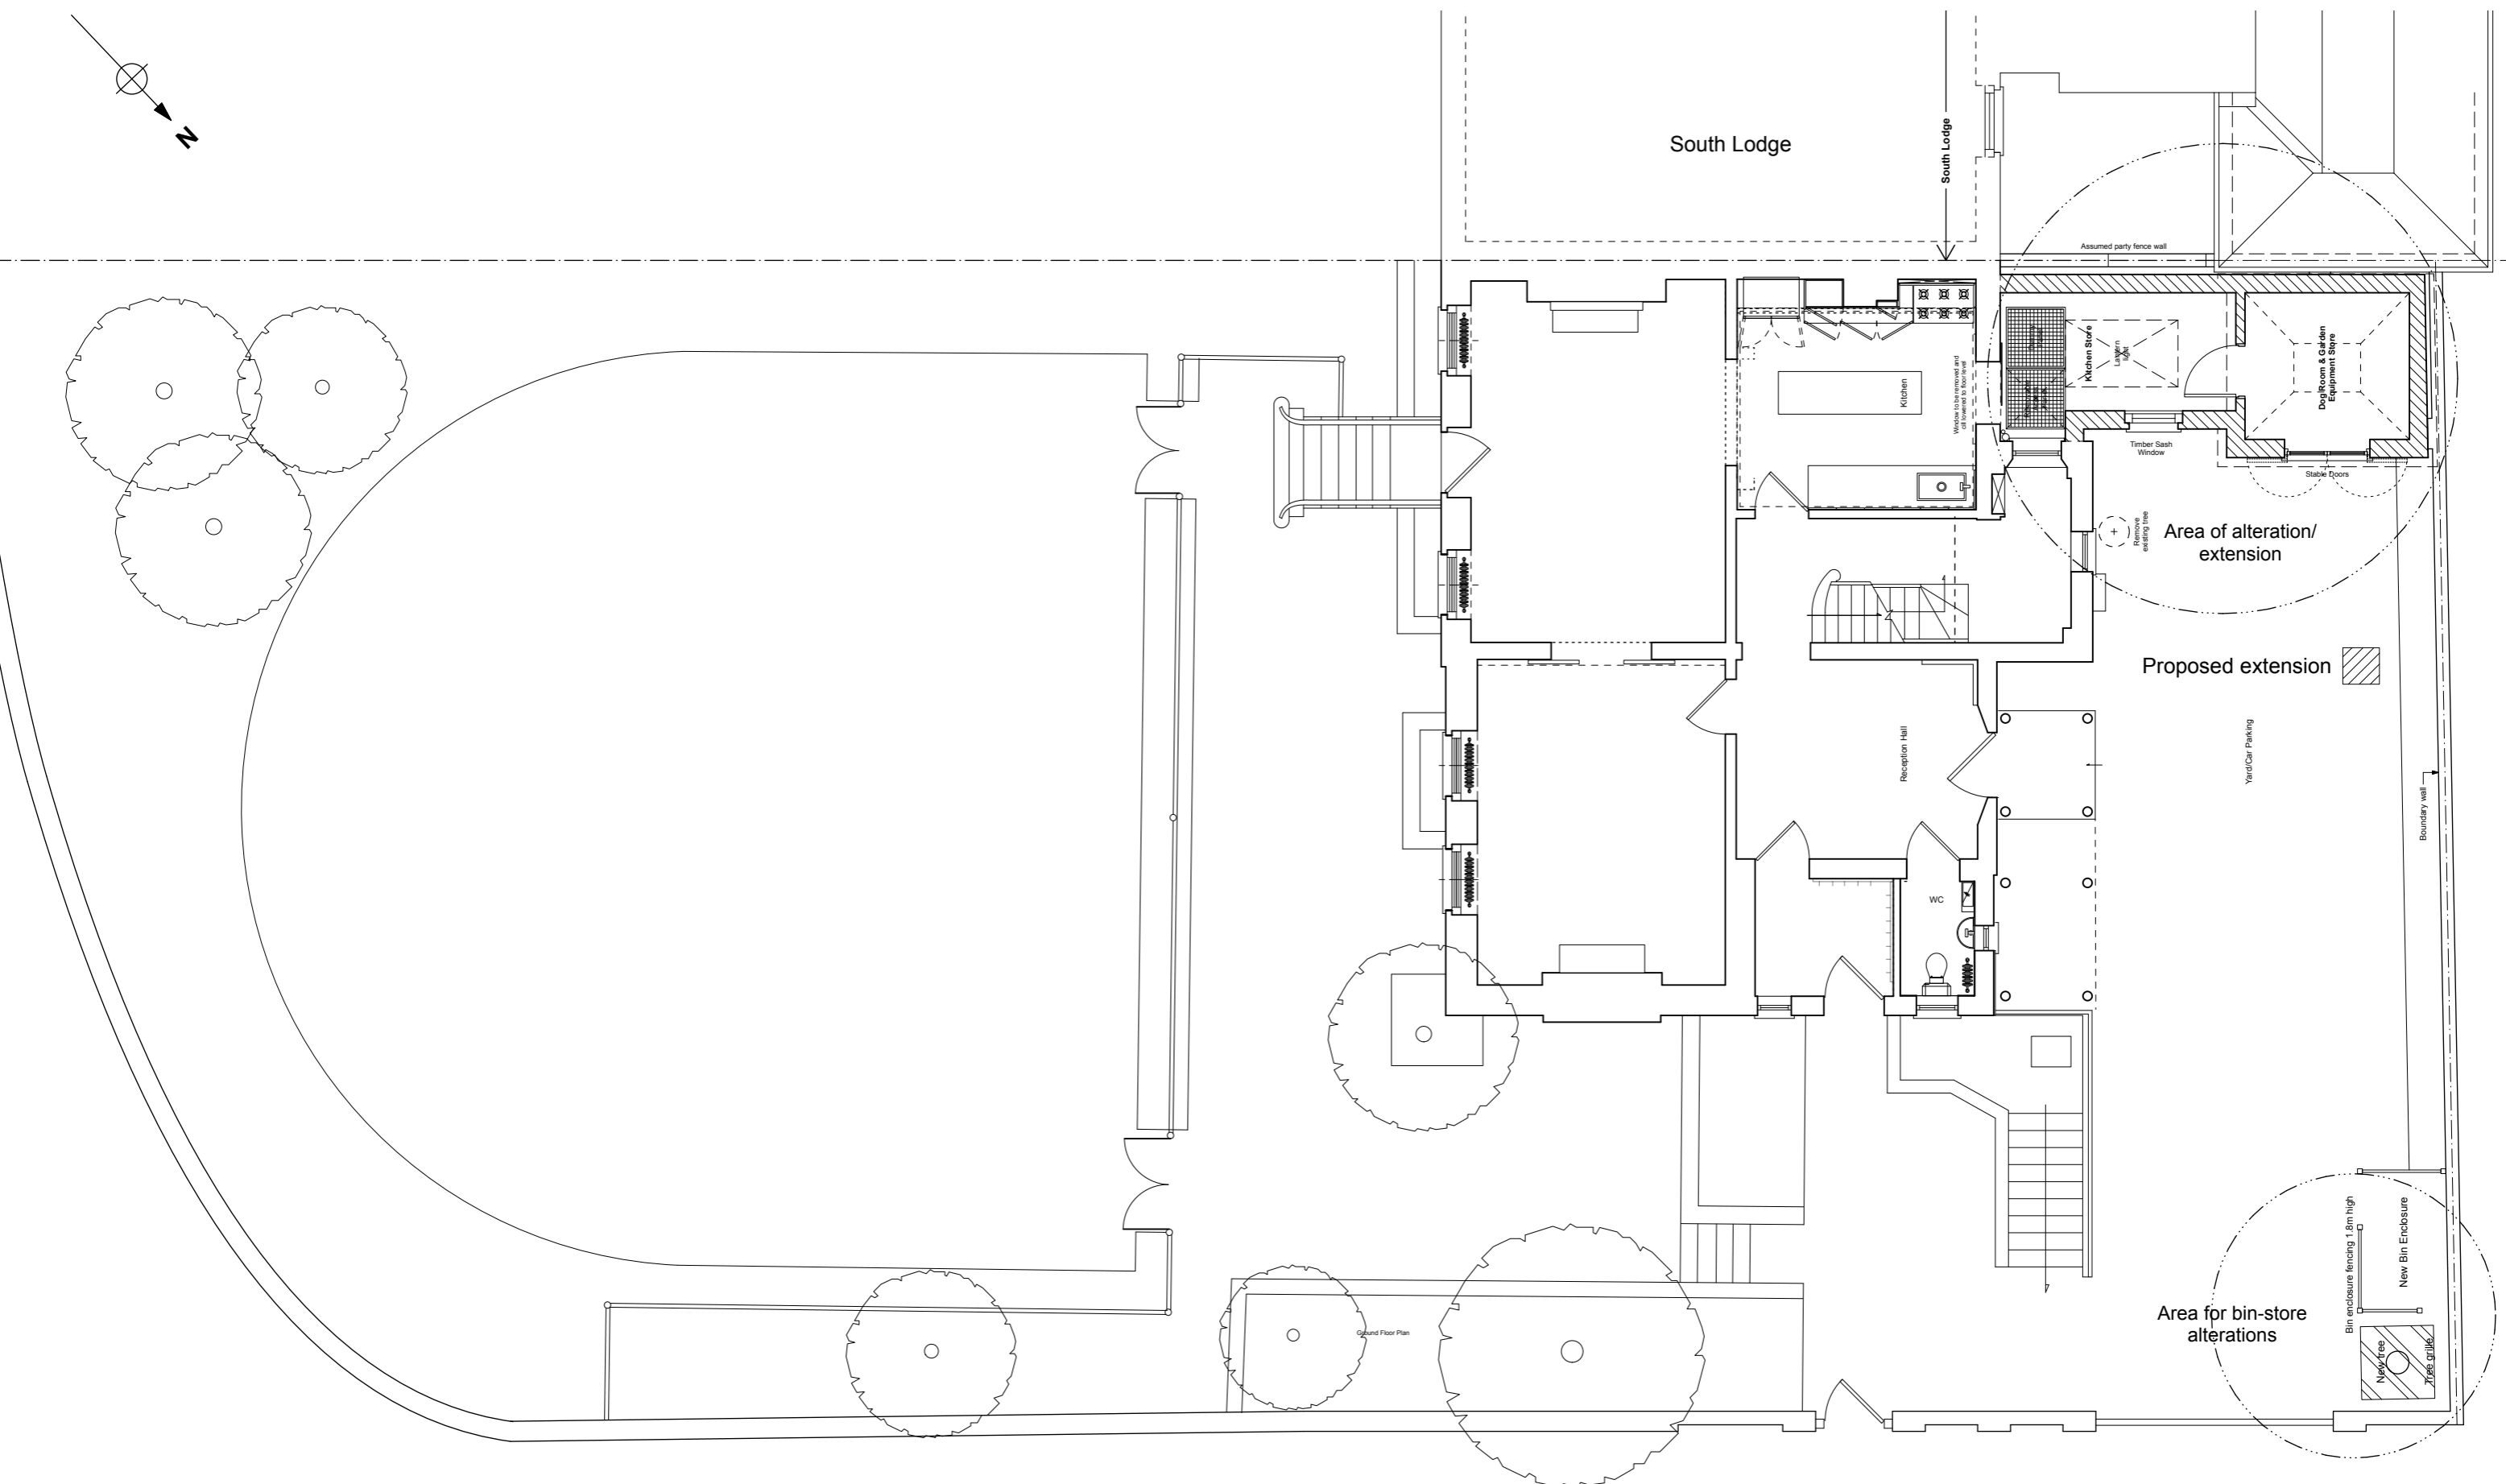 N
South Lodge
South Lodge
Assumed party fence wall
Kitchen Store
Lantern
light
Dog Room & Garden
Equipment Store
Kitchen
Window to be removed and
cill lowered to floor level
Timber Sash
Window
Stable Doors
Remove
existing tree
Area of alteration/
extension
Proposed extension
Reception Hall
Yard/Car Parking
Boundary wall
WC
Bin enclosure fencing 1.8m high
New Bin Enclosure
Area for bin-store
alterations
Ground Floor Plan
New tree
Tree grille